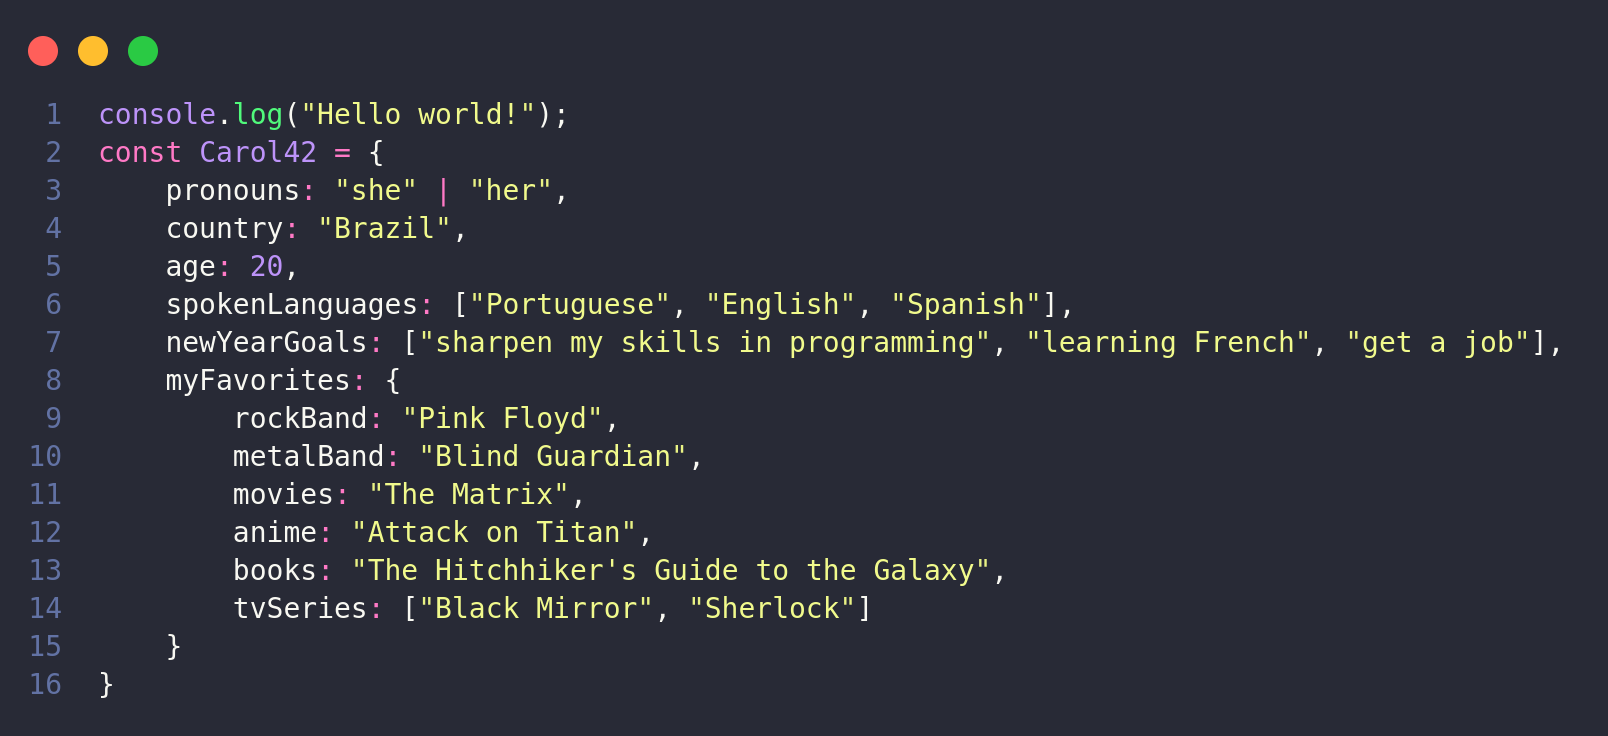 1 console.log("Hello world!");
2 const Carol42 = {
3     pronouns: "she" | "her",
4     country: "Brazil",
5     age: 20,
6     spokenLanguages: ["Portuguese", "English", "Spanish"],
7     newYearGoals: ["sharpen my skills in programming", "learning French", "get a job"],
8     myFavorites: {
9         rockBand: "Pink Floyd",
10         metalBand: "Blind Guardian",
11         movies: "The Matrix",
12         anime: "Attack on Titan",
13         books: "The Hitchhiker's Guide to the Galaxy",
14         tvSeries: ["Black Mirror", "Sherlock"]
15     }
16 }